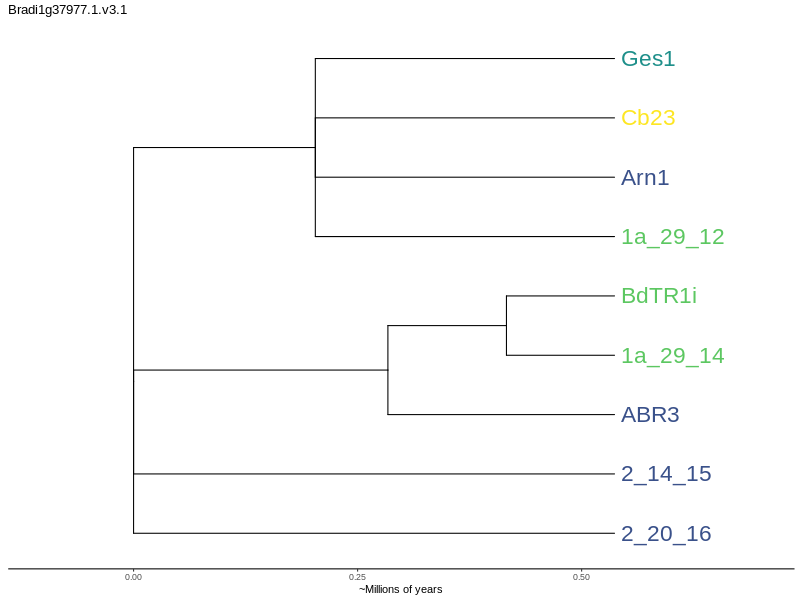 Bradi1g37977.1.v3.1
Ges1
Cb23
Arn1
1a_29_12
BdTR1i
1a_29_14
ABR3
2_14_15
2_20_16
0.00 0.25 0.50
~Millions of years